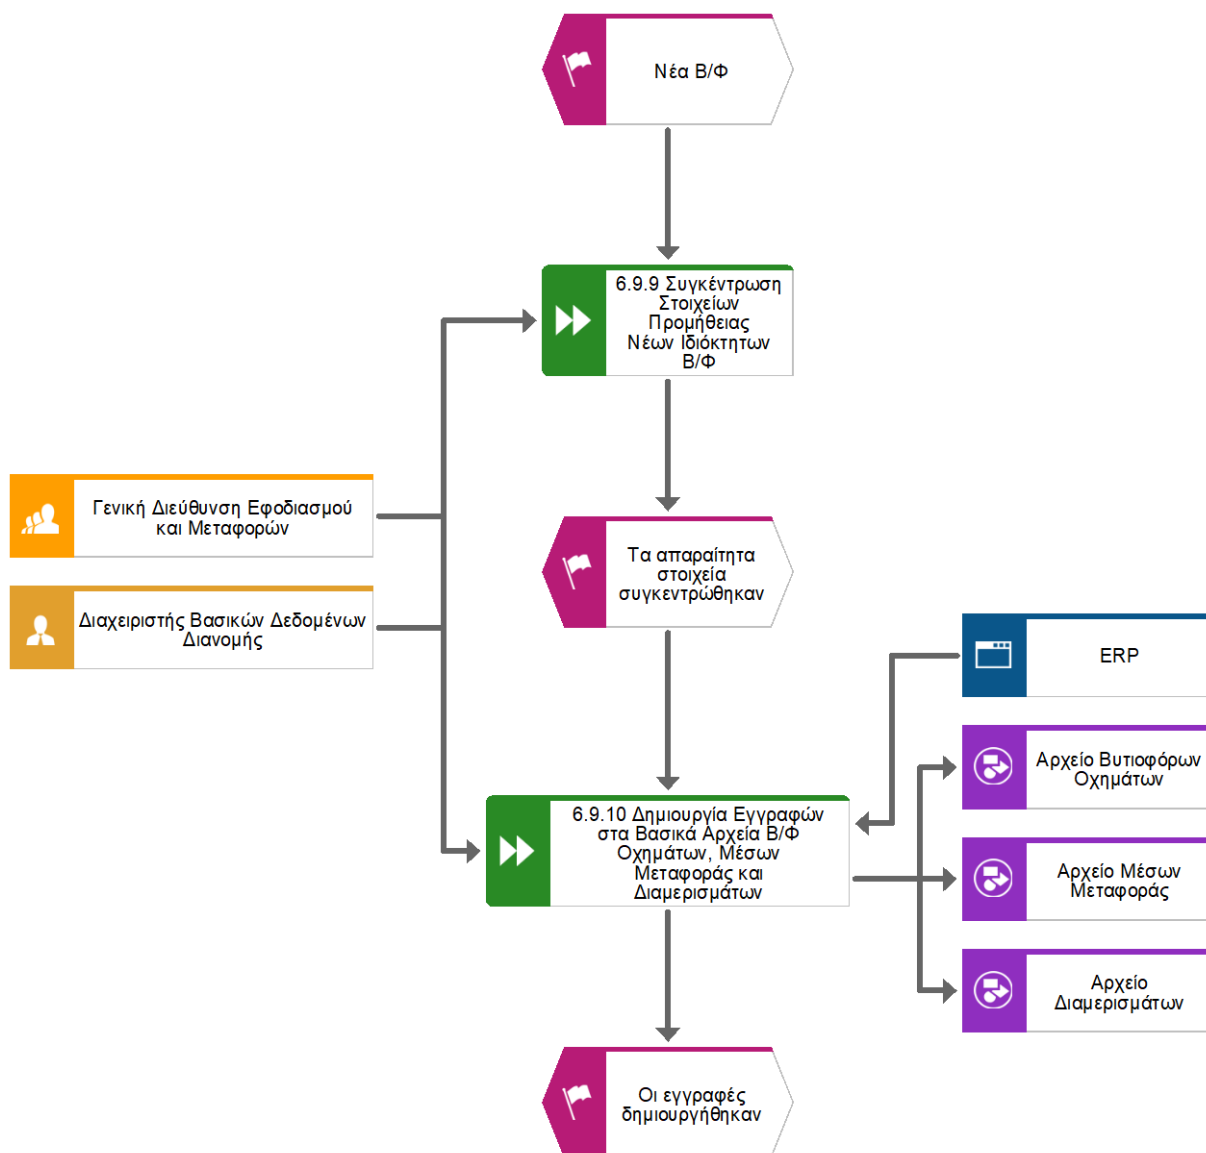 Νέα Β/Φ
6.9.9 Συγκέντρωση
Στοιχείων
Προμήθειας
Νέων Ιδιόκτητων
Β/Φ
Γενική Διεύθυνση Εφοδιασμού
και Μεταφορών
Τα απαραίτητα
στοιχεία
συγκεντρώθηκαν
Διαχειριστής Βασικών Δεδομένων
Διανομής
ERP
Αρχείο Βυτιοφόρων
Οχημάτων
6.9.10 Δημιουργία Εγγραφών
στα Βασικά Αρχεία Β/Φ
Οχημάτων, Μέσων
Μεταφοράς και
Διαμερισμάτων
Αρχείο Μέσων
Μεταφοράς
Αρχείο
Διαμερισμάτων
Οι εγγραφές
δημιουργήθηκαν